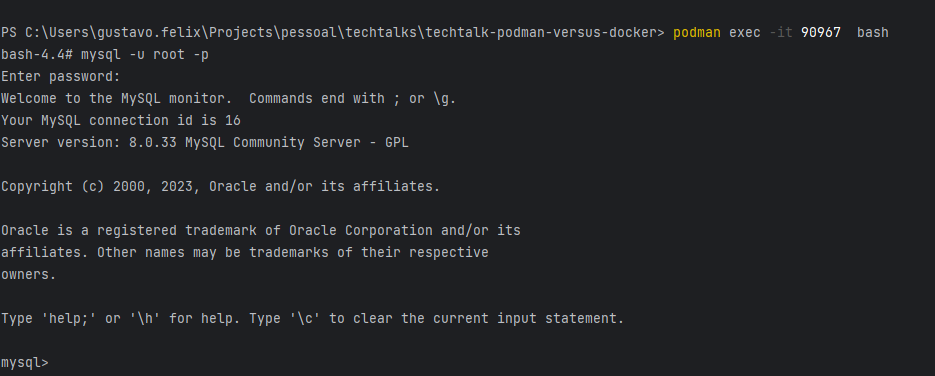 PS C:\Users\gustavo.felix\Projects\pessoal\techtalks\techtalk-podman-versus-docker> podman exec -it 90967  bash
bash-4.4# mysql -u root -p
Enter password:
Welcome to the MySQL monitor.  Commands end with ; or \g.
Your MySQL connection id is 16
Server version: 8.0.33 MySQL Community Server - GPL

Copyright (c) 2000, 2023, Oracle and/or its affiliates.

Oracle is a registered trademark of Oracle Corporation and/or its
affiliates. Other names may be trademarks of their respective
owners.

Type 'help;' or '\h' for help. Type '\c' to clear the current input statement.

mysql>